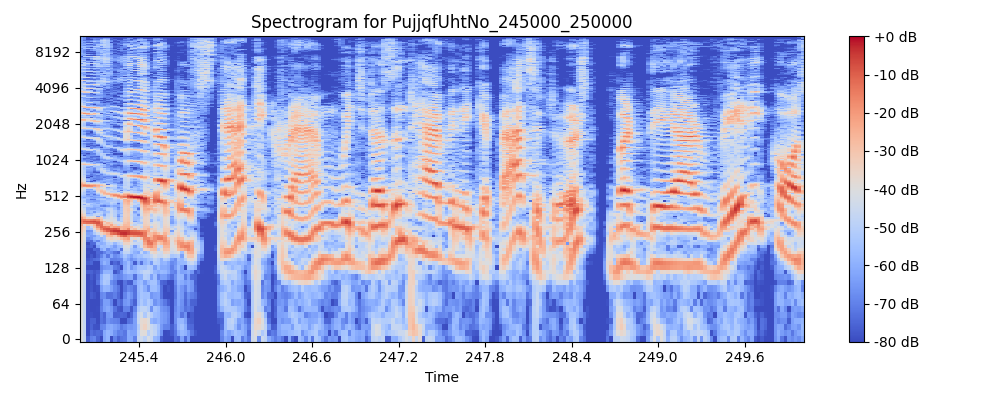 Spectrogram for PujjqfUhtNo_245000_250000
Hz
8192
4096
2048
1024
512
256
128
64
0
245.4 246.0 246.6 247.2 247.8 248.4 249.0 249.6
Time
+0 dB
-10 dB
-20 dB
-30 dB
-40 dB
-50 dB
-60 dB
-70 dB
-80 dB